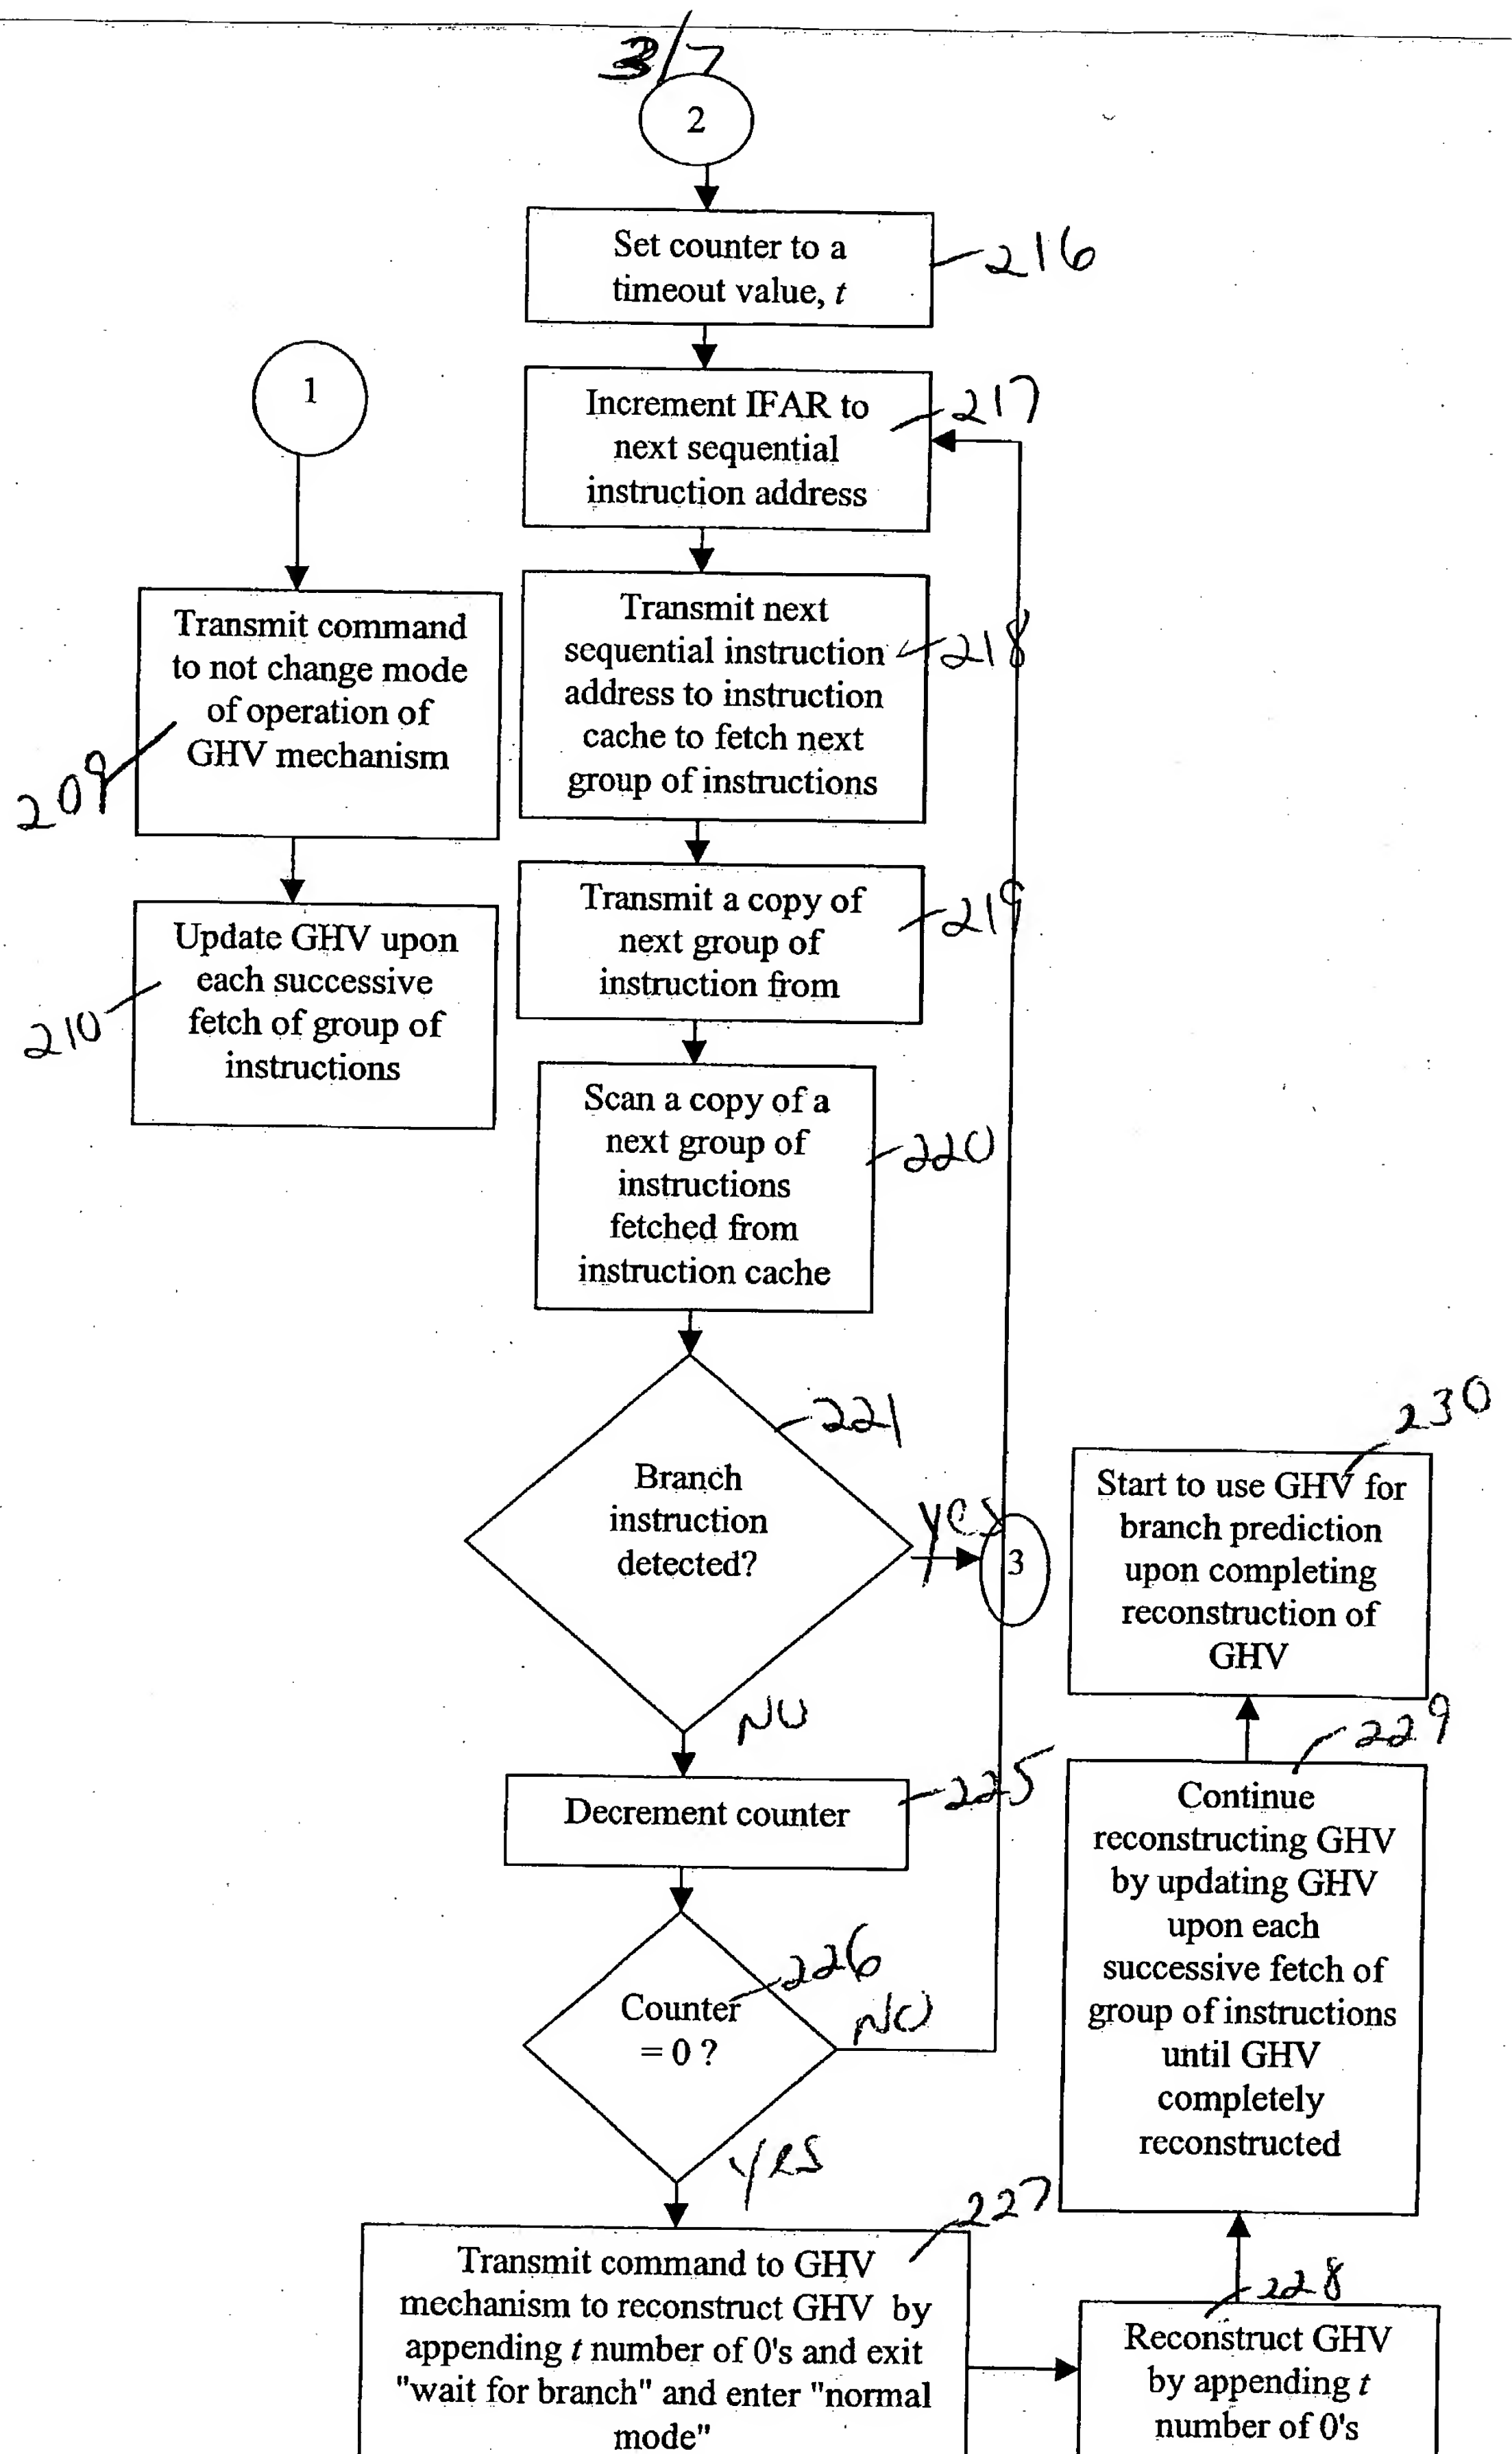 3/7
2
Set counter to a
timeout value, t
216
1
Increment IFAR to
next sequential
instruction address
217
Transmit next
sequential instruction
address to instruction
cache to fetch next
group of instructions
218
Transmit command
to not change mode
of operation of
GHV mechanism
209
Transmit a copy of
next group of
instruction from
219
Update GHV upon
each successive
fetch of group of
instructions
210
Scan a copy of a
next group of
instructions
fetched from
instruction cache
220
Branch
instruction
detected?
221
yes
3
NO
Decrement counter
225
Counter
= 0 ?
226
NO
yes
Transmit command to GHV
mechanism to reconstruct GHV by
appending t number of 0's and exit
"wait for branch" and enter "normal
mode"
227
Reconstruct GHV
by appending t
number of 0's
228
Continue
reconstructing GHV
by updating GHV
upon each
successive fetch of
group of instructions
until GHV
completely
reconstructed
229
Start to use GHV for
branch prediction
upon completing
reconstruction of
GHV
230